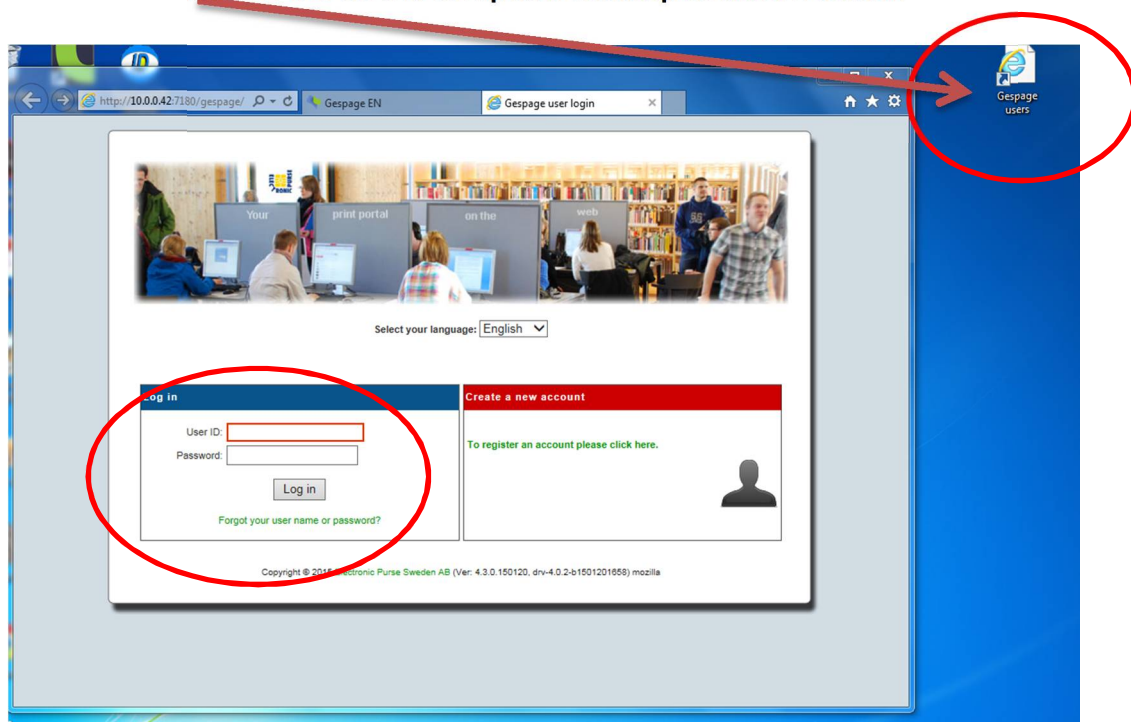 http://10.0.0.42:7180/gespage/
Gespage EN
Gespage user login
Gespage
users
Your
print portal
on the
web
Select your language: English
Log in
Create a new account
User ID:
Password:
To register an account please click here.
Log in
Forgot your user name or password?
Copyright © 2015 Electronic Purse Sweden AB (Ver: 4.3.0.150120, drv-4.0.2-b1501201658) mozilla